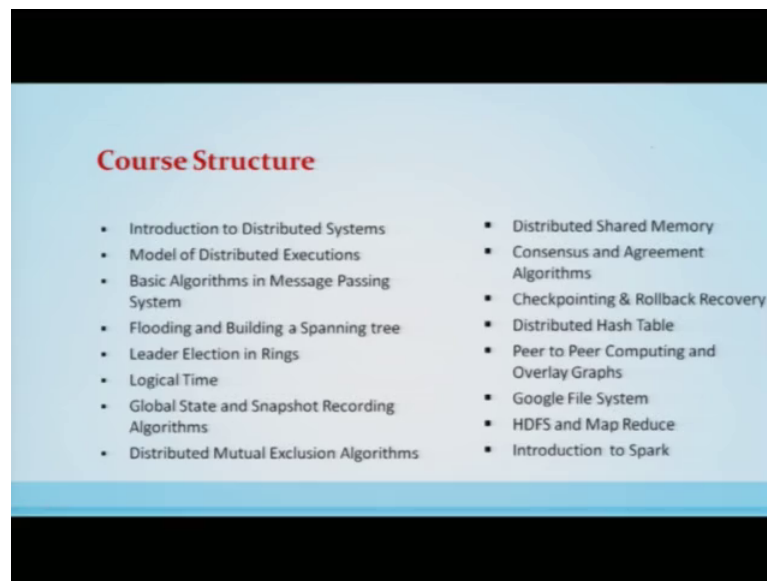 Course Structure
Introduction to Distributed Systems
Model of Distributed Executions
Basic Algorithms in Message Passing
System
Flooding and Building a Spanning tree
Leader Election in Rings
Logical Time
Global State and Snapshot Recording
Algorithms
Distributed Mutual Exclusion Algorithms
Distributed Shared Memory
Consensus and Agreement
Algorithms
Checkpointing & Rollback Recovery
Distributed Hash Table
Peer to Peer Computing and
Overlay Graphs
Google File System
HDFS and Map Reduce
Introduction to Spark